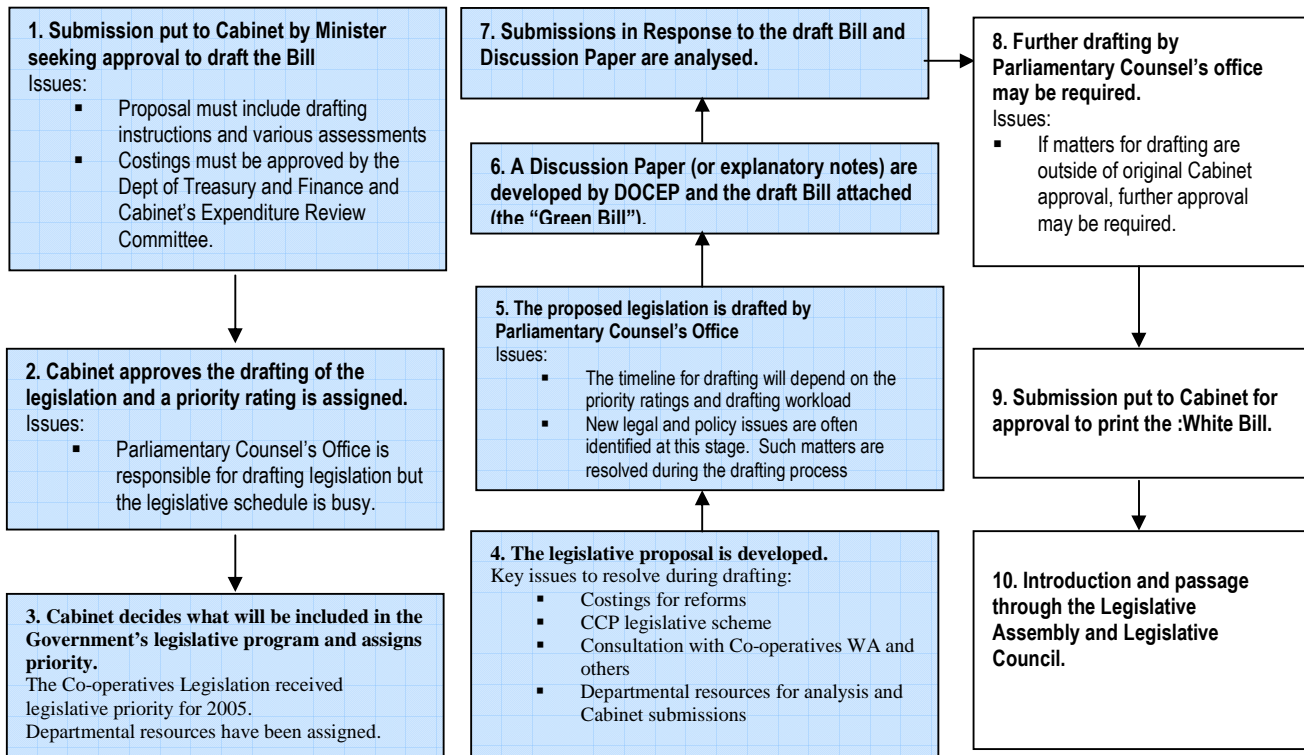 1. Submission put to Cabinet by Minister
seeking approval to draft the Bill
Issues:
▪ Proposal must include drafting
instructions and various assessments
▪ Costings must be approved by the
Dept of Treasury and Finance and
Cabinet's Expenditure Review
Committee.
2. Cabinet approves the drafting of the
legislation and a priority rating is assigned.
Issues:
▪ Parliamentary Counsel's Office is
responsible for drafting legislation but
the legislative schedule is busy.
3. Cabinet decides what will be included in the
Government's legislative program and assigns
priority.
The Co-operatives Legislation received
legislative priority for 2005.
Departmental resources have been assigned.
4. The legislative proposal is developed.
Key issues to resolve during drafting:
▪ Costings for reforms
▪ CCP legislative scheme
▪ Consultation with Co-operatives WA and
others
▪ Departmental resources for analysis and
Cabinet submissions
5. The proposed legislation is drafted by
Parliamentary Counsel's Office
Issues:
▪ The timeline for drafting will depend on the
priority ratings and drafting workload
▪ New legal and policy issues are often
identified at this stage. Such matters are
resolved during the drafting process
6. A Discussion Paper (or explanatory notes) are
developed by DOCEP and the draft Bill attached
(the "Green Bill").
7. Submissions in Response to the draft Bill and
Discussion Paper are analysed.
8. Further drafting by
Parliamentary Counsel's office
may be required.
Issues:
▪ If matters for drafting are
outside of original Cabinet
approval, further approval
may be required.
9. Submission put to Cabinet for
approval to print the :White Bill.
10. Introduction and passage
through the Legislative
Assembly and Legislative
Council.